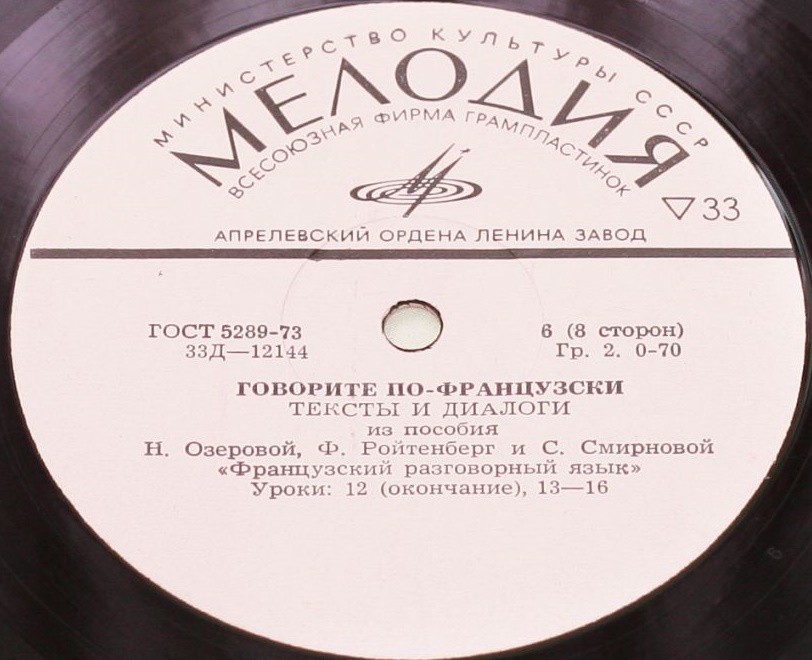 МИНИСТЕРСТВО КУЛЬТУРЫ СССР
МЕЛОДИЯ
ВСЕСОЮЗНАЯ ФИРМА ГРАМПЛАСТИНОК
33
АПРЕЛЕВСКИЙ ОРДЕНА ЛЕНИНА ЗАВОД
ГОСТ 5289-73
6 (8 сторон)
33Д—12144
Гр. 2. 0-70
ГОВОРИТЕ ПО-ФРАНЦУЗСКИ
ТЕКСТЫ И ДИАЛОГИ
из пособия
Н. Озеровой, Ф. Ройтенберг и С. Смирновой
«Французский разговорный язык»
Уроки: 12 (окончание), 13—16